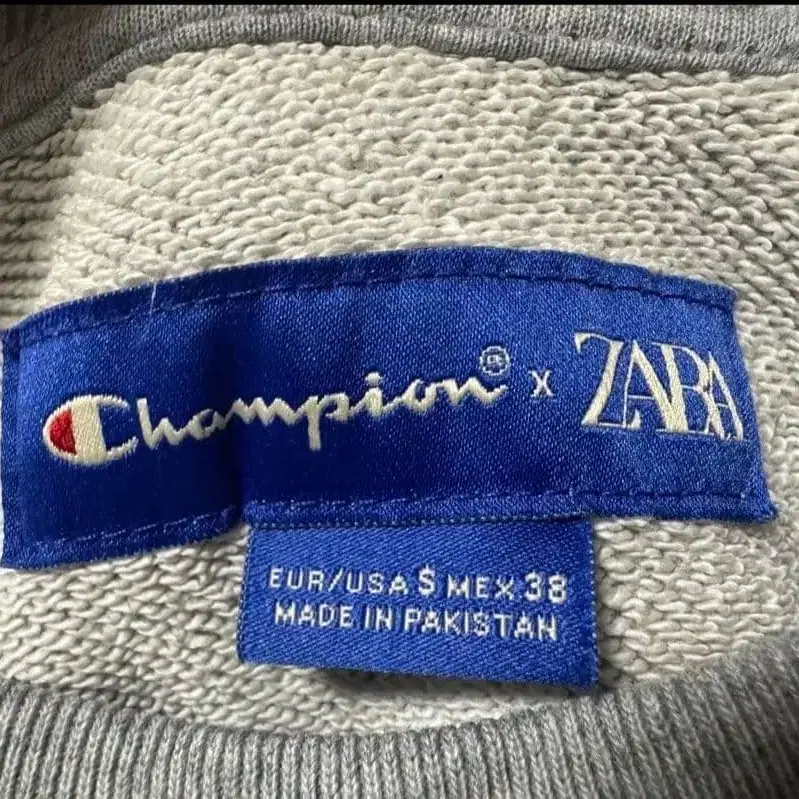 Champion® x ZARA
EUR/USA S MEX 38
MADE IN PAKISTAN